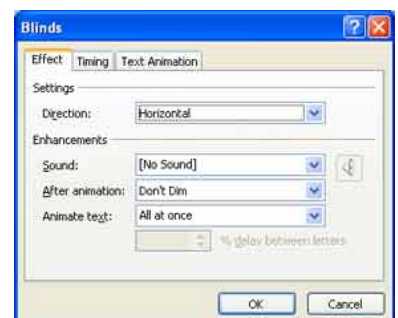 Blinds
Effect Timing Text Animation
Settings
Direction: Horizontal
Enhancements
Sound: [No Sound]
After animation: Don't Dim
Animate text: All at once
% delay between letters
OK Cancel